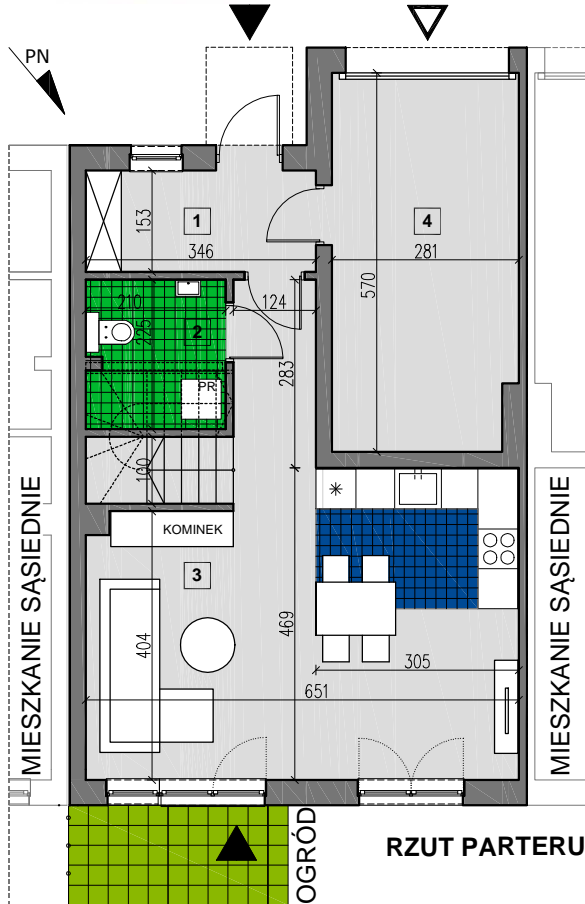 PN
1
4
153
346
281
570
210
124
2
225
283
PR
100
KOMINEK
3
404
469
305
651
MIESZKANIE SĄSIEDNIE
MIESZKANIE SĄSIEDNIE
OGRÓD
RZUT PARTERU